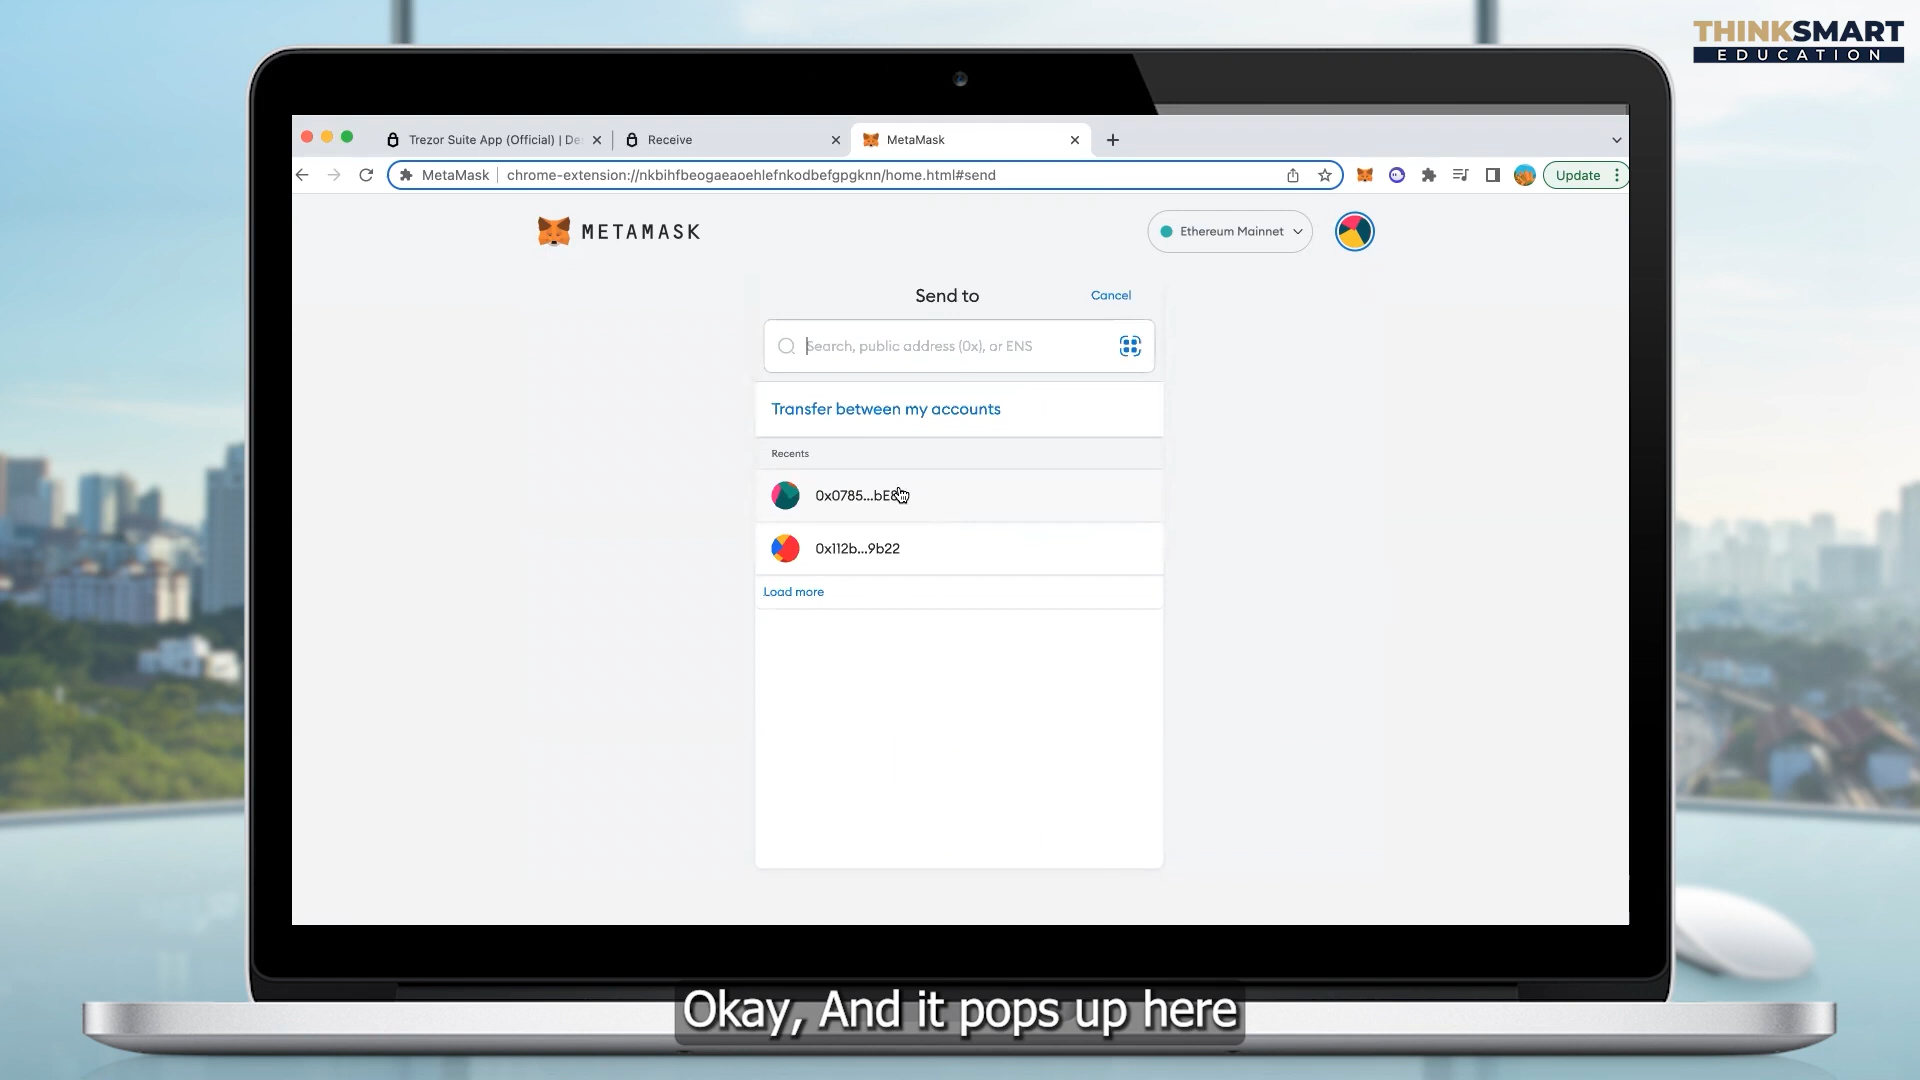 THINKSMART
EDUCATION
Trezor Suite App (Official) | De
Receive
MetaMask
MetaMask
chrome-extension://nkbihfbeogaeaoehlefnkodbefgpgknn/home.html#send
Update
METAMASK
Ethereum Mainnet
Send to
Cancel
Search, public address (0x), or ENS
Transfer between my accounts
Recents
0x0785...bE
0x112b...9b22
Load more
Okay, And it pops up here